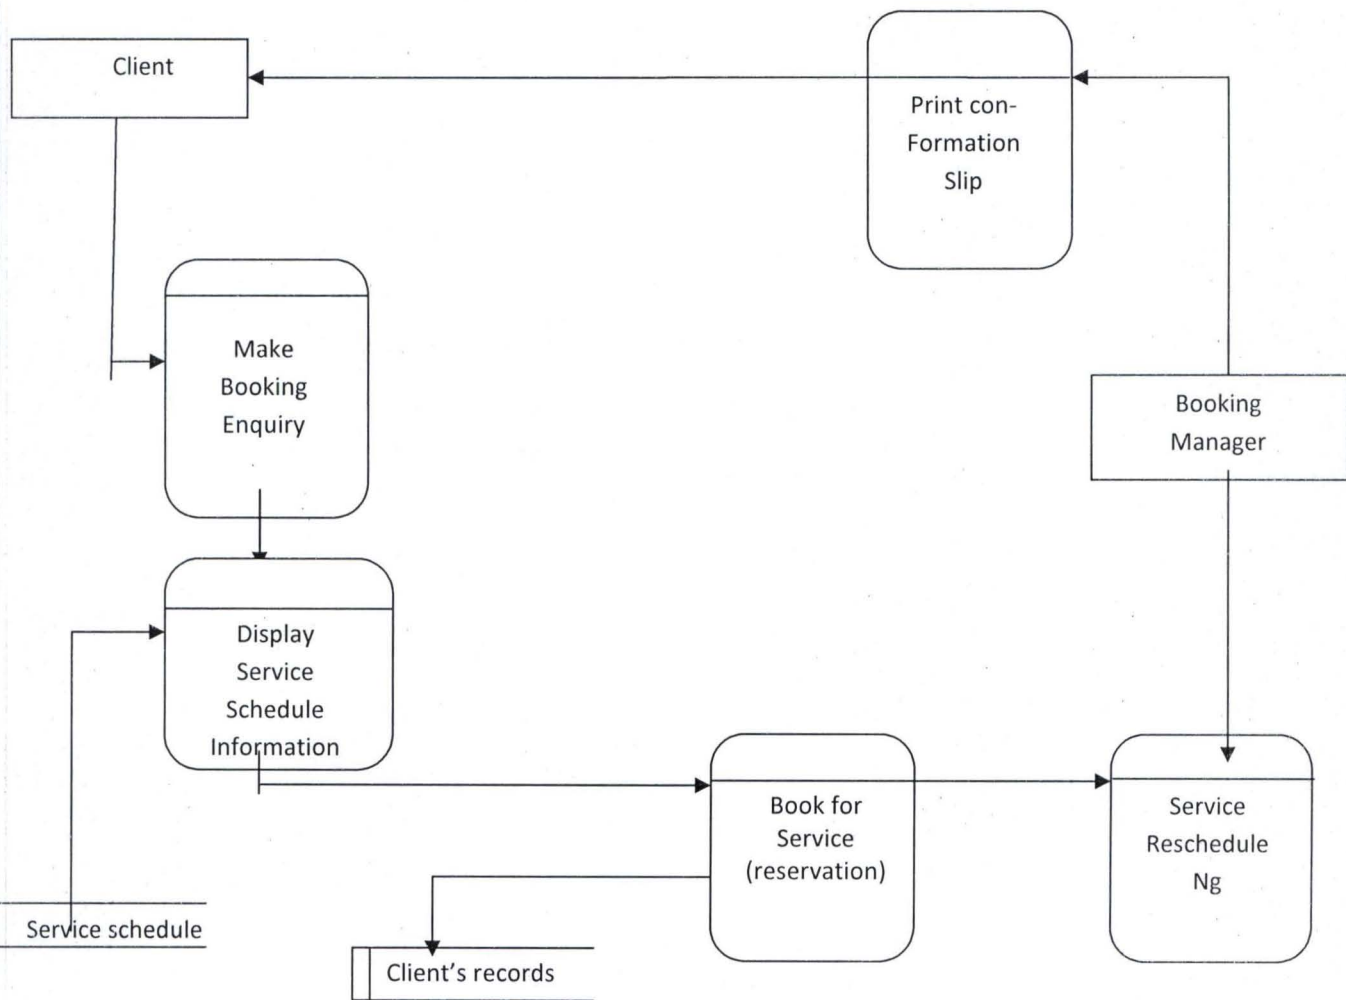 Client
Print con-
Formation
Slip
Make
Booking
Enquiry
Booking
Manager
Display
Service
Schedule
Information
Book for
Service
(reservation)
Service
Reschedule
Ng
Service schedule
Client’s records